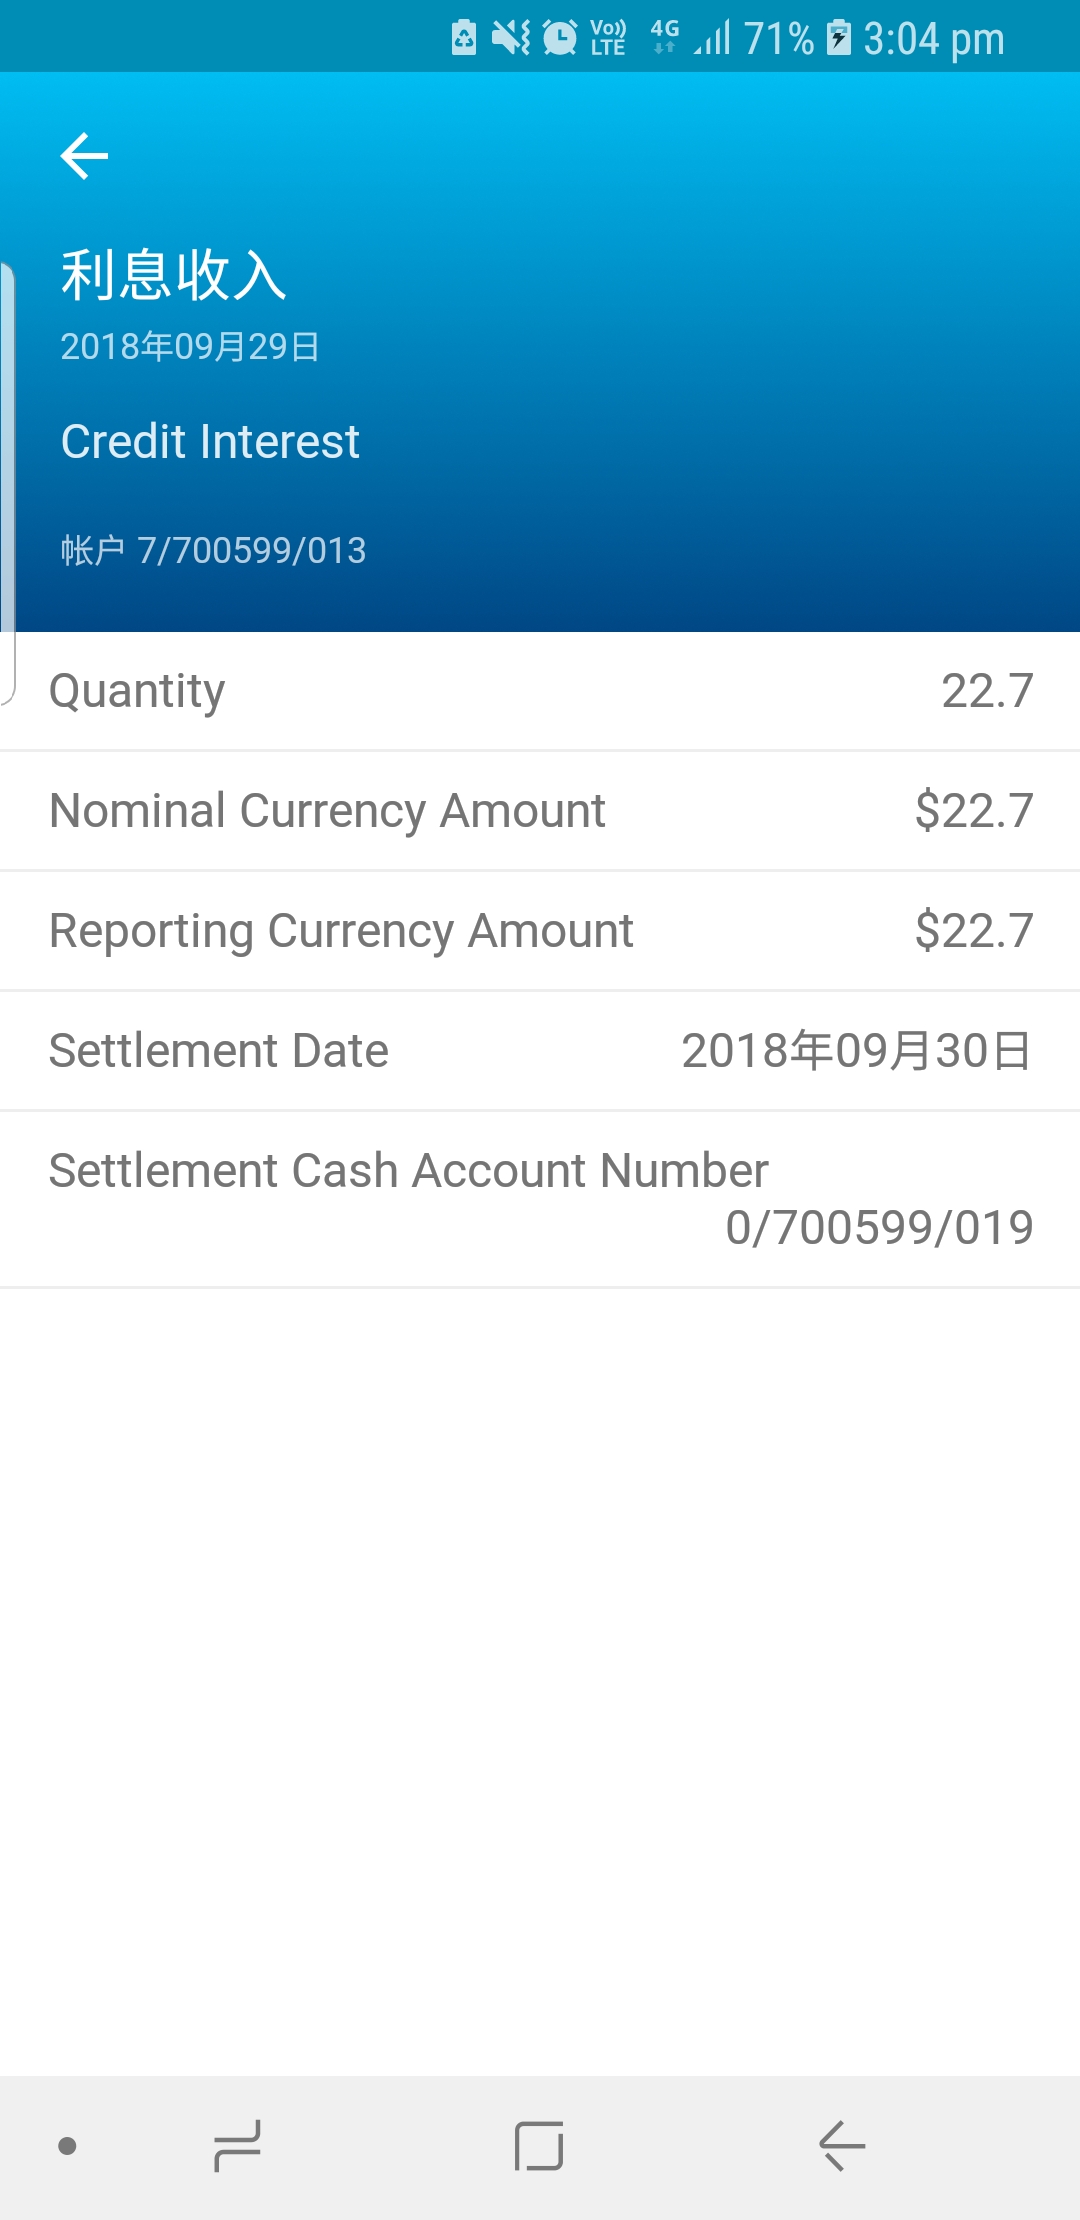 Vo)) LTE 4G 71% 3:04 pm
利息收入
2018年09月29日
Credit Interest
帐户 7/700599/013
Quantity 22.7
Nominal Currency Amount $22.7
Reporting Currency Amount $22.7
Settlement Date 2018年09月30日
Settlement Cash Account Number
0/700599/019